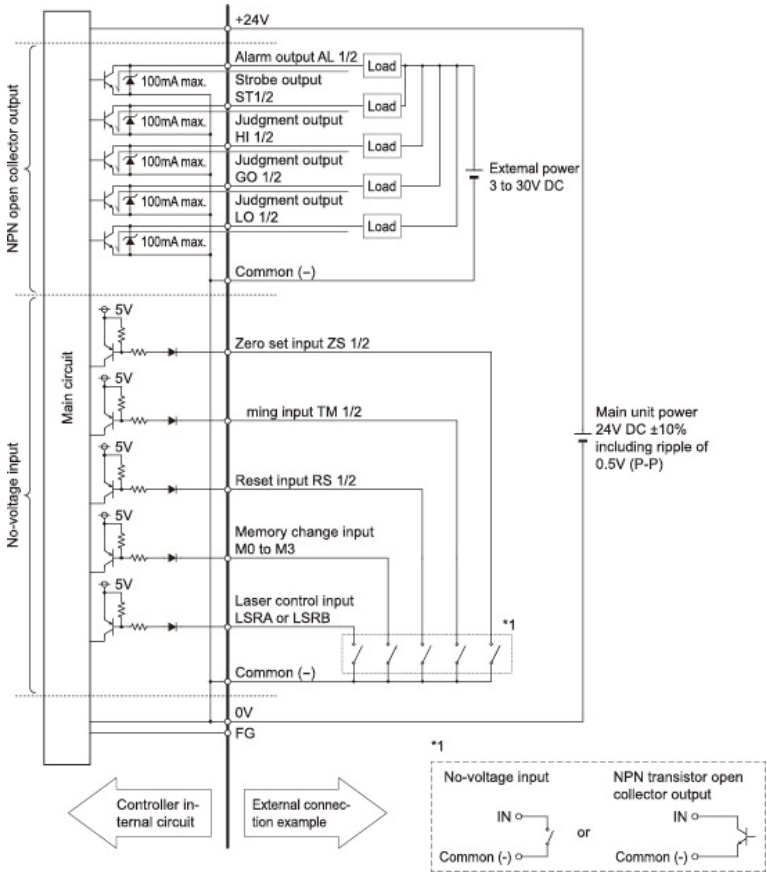 +24V
Alarm output AL 1/2
Load
100mA max.
Strobe output
ST1/2
Load
100mA max.
Judgment output
HI 1/2
Load
100mA max.
Judgment output
GO 1/2
Load
100mA max.
Judgment output
LO 1/2
Load
100mA max.
External power
3 to 30V DC
NPN open collector output
Common (–)
5V
Zero set input ZS 1/2
5V
ming input TM 1/2
5V
Reset input RS 1/2
5V
Memory change input
M0 to M3
5V
Laser control input
LSRA or LSRB
*1
Common (–)
No-voltage input
Main circuit
Main unit power
24V DC ±10%
including ripple of
0.5V (P-P)
0V
FG
Controller in-
ternal circuit
External connec-
tion example
*1
No-voltage input
IN
Common (-)
or
NPN transistor open
collector output
IN
Common (-)